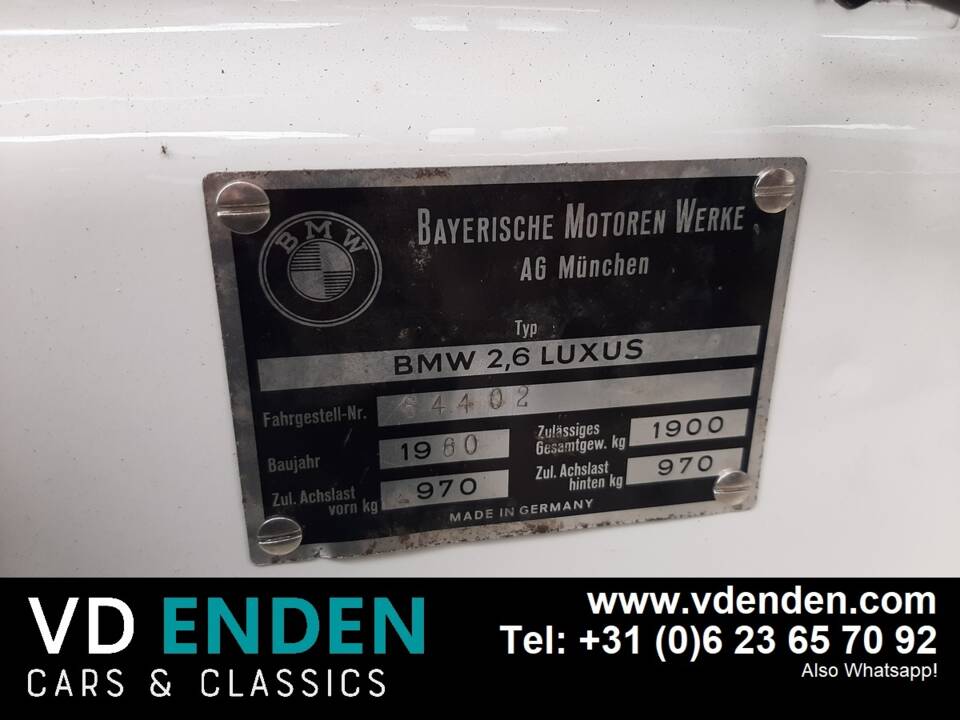 BMW
BAYERISCHE MOTOREN WERKE
AG München
Typ
BMW 2,6 LUXUS
Fahrgestell-Nr. 64402
Baujahr 1960
Zulässiges Gesamtgew. kg 1900
Zul. Achslast vorn kg 970
Zul. Achslast hinten kg 970
MADE IN GERMANY
VD ENDEN
CARS & CLASSICS
www.vdenden.com
Tel: +31 (0)6 23 65 70 92
Also Whatsapp!